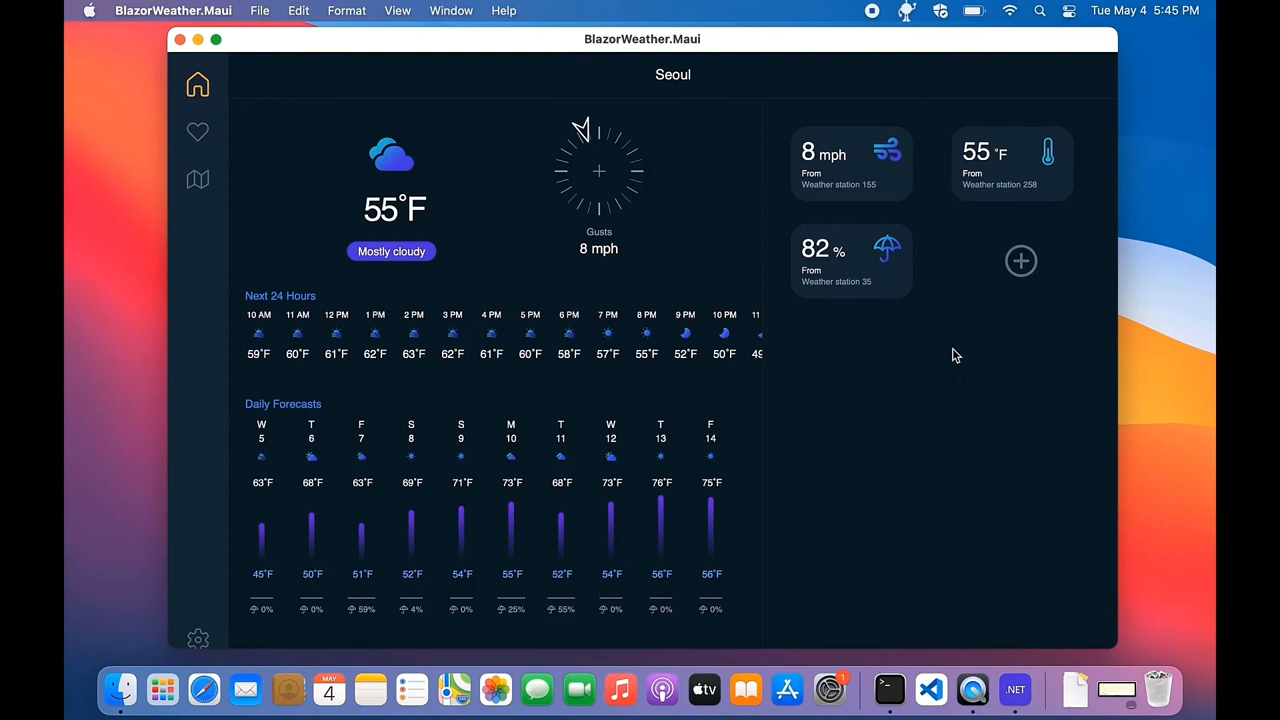 BlazorWeather.Maui File Edit Format View Window Help Tue May 4 5:45 PM
BlazorWeather.Maui
Seoul
55°F
Mostly cloudy
Gusts
8 mph
8 mph
From
Weather station 155
55 °F
From
Weather station 258
82 %
From
Weather station 35
Next 24 Hours
10 AM 11 AM 12 PM 1 PM 2 PM 3 PM 4 PM 5 PM 6 PM 7 PM 8 PM 9 PM 10 PM 11
59°F 60°F 61°F 62°F 63°F 62°F 61°F 60°F 58°F 57°F 55°F 52°F 50°F 49
Daily Forecasts
W T F S S M T W T F
5 6 7 8 9 10 11 12 13 14
63°F 68°F 63°F 69°F 71°F 73°F 68°F 73°F 76°F 75°F
45°F 50°F 51°F 52°F 54°F 55°F 52°F 54°F 56°F 56°F
0% 0% 59% 4% 0% 25% 55% 0% 0% 0%
MAY
4
tv
1
>_
.NET